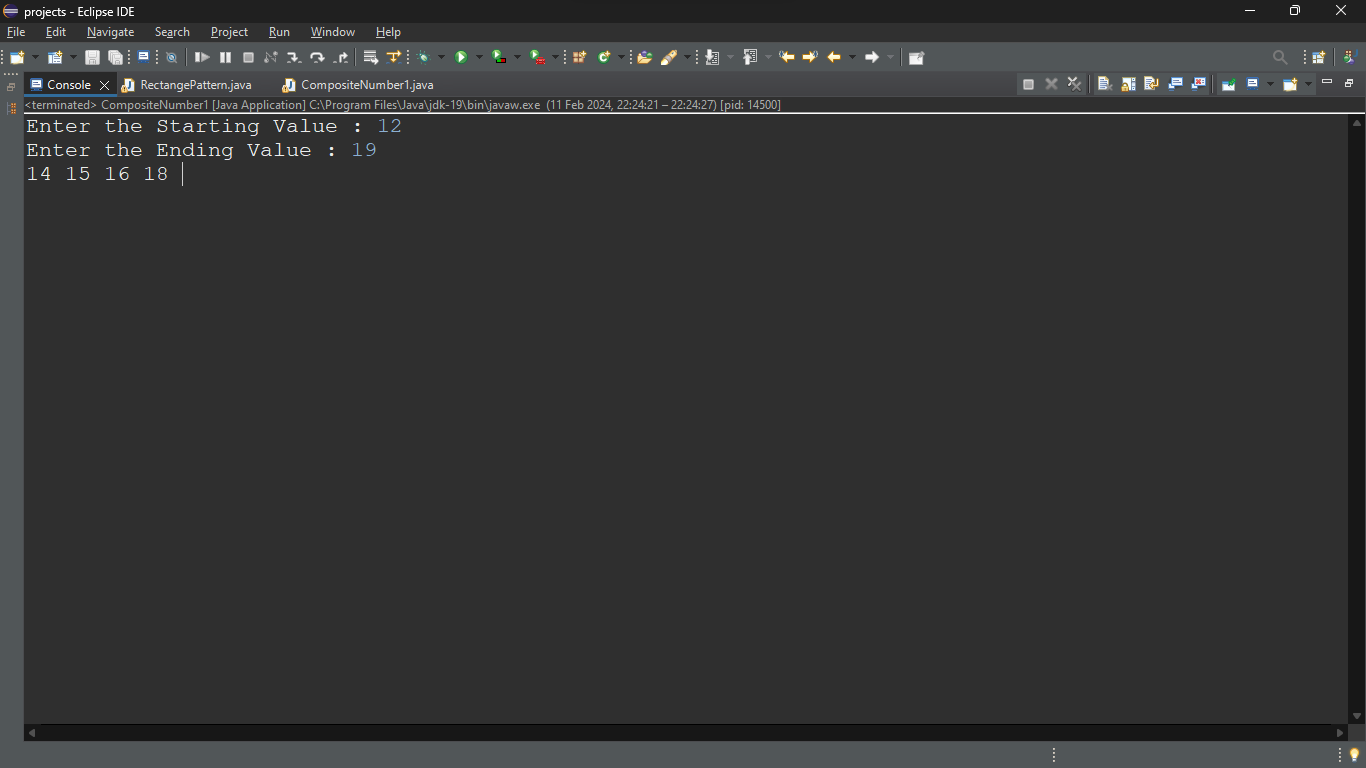 projects - Eclipse IDE
File Edit Navigate Search Project Run Window Help
Console RectangePattern.java CompositeNumber1.java
<terminated> CompositeNumber1 [Java Application] C:\Program Files\Java\jdk-19\bin\javaw.exe (11 Feb 2024, 22:24:21 – 22:24:27) [pid: 14500]
Enter the Starting Value : 12
Enter the Ending Value : 19
14 15 16 18